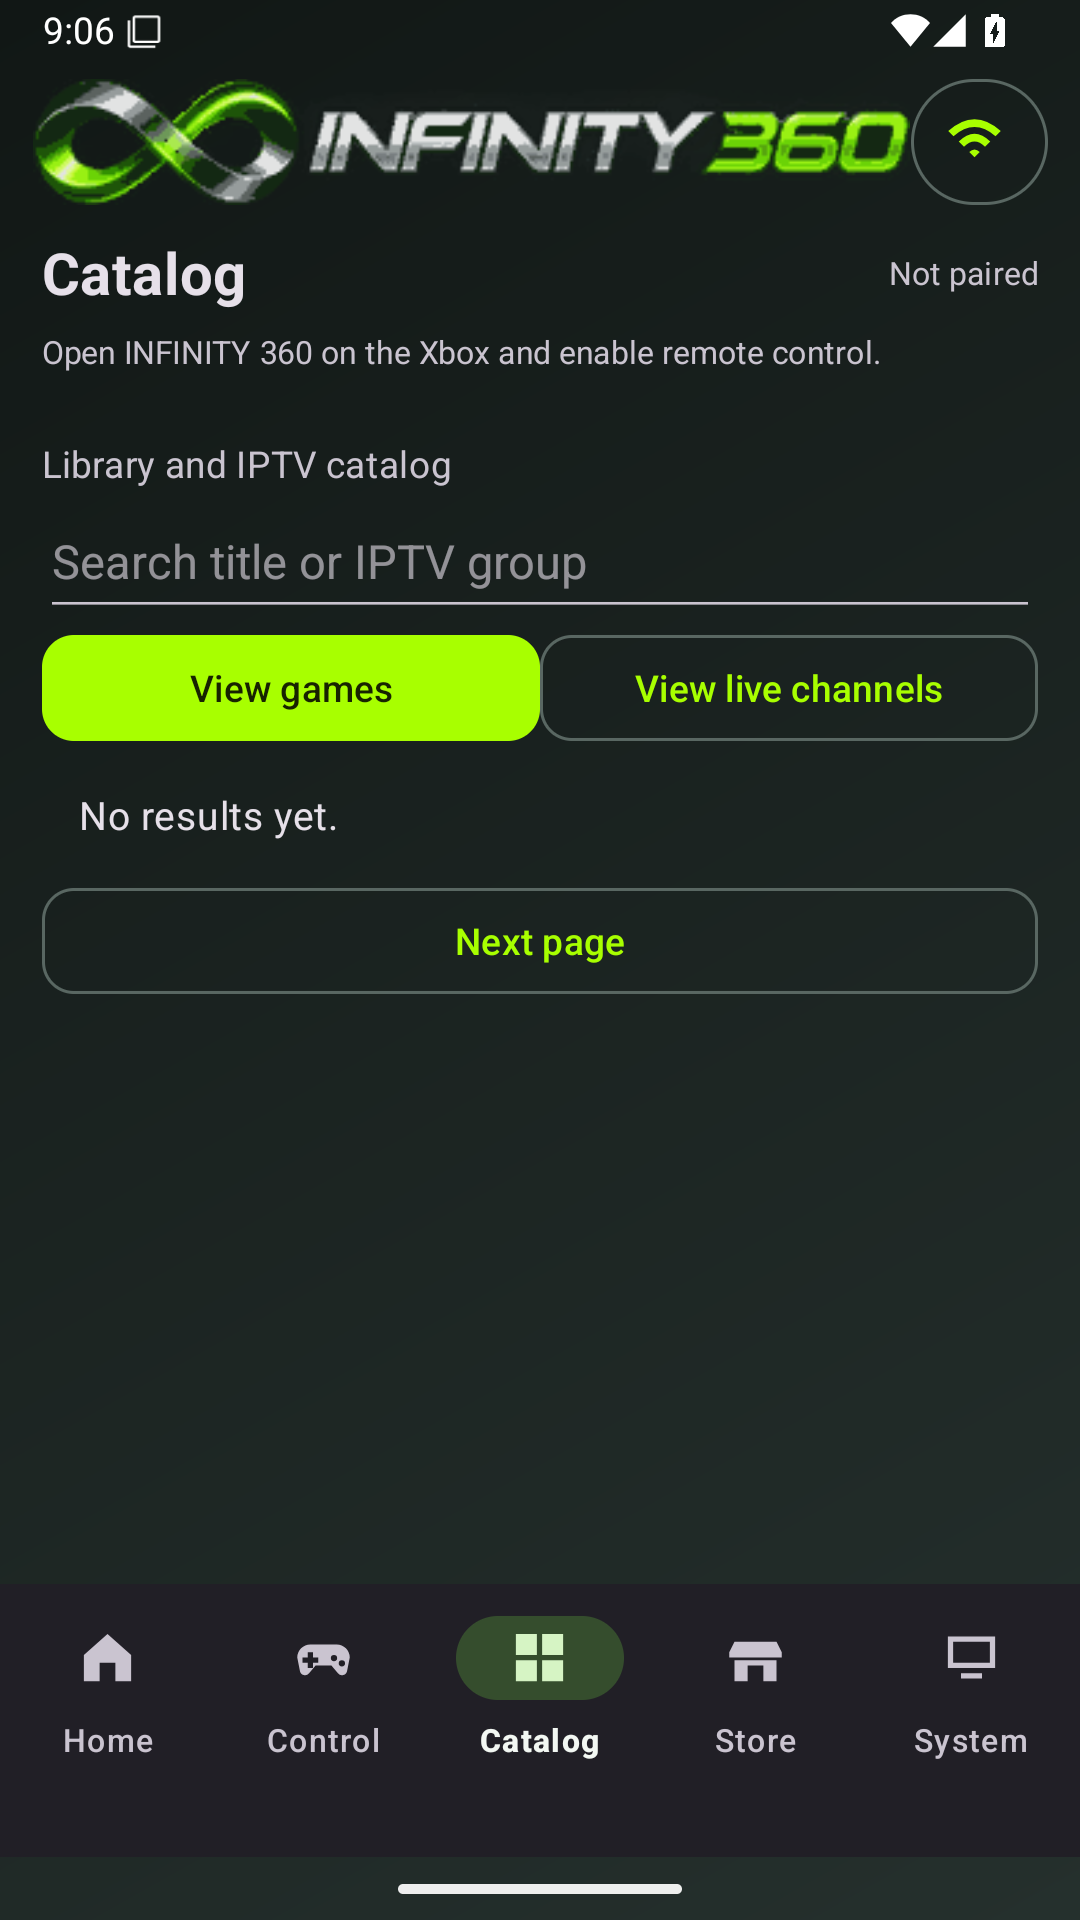 9:06
INFINITY 360
Catalog
Not paired
Open INFINITY 360 on the Xbox and enable remote control.
Library and IPTV catalog
Search title or IPTV group
View games
View live channels
No results yet.
Next page
Home
Control
Catalog
Store
System